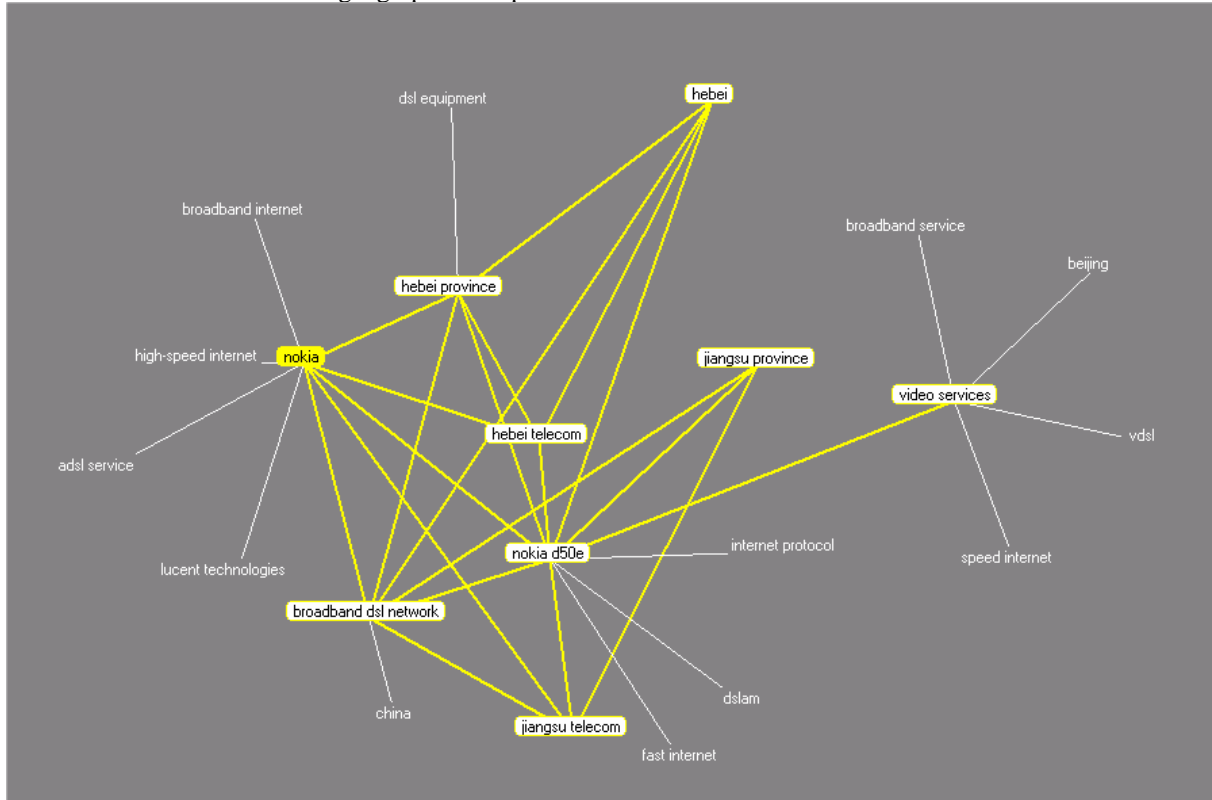 hebei
dsl equipment
broadband internet
broadband service
beijing
hebei province
high-speed internet
nokia
jiangsu province
video services
hebei telecom
vdsl
adsl service
internet protocol
nokia d50e
speed internet
lucent technologies
broadband dsl network
dslam
china
jiangsu telecom
fast internet